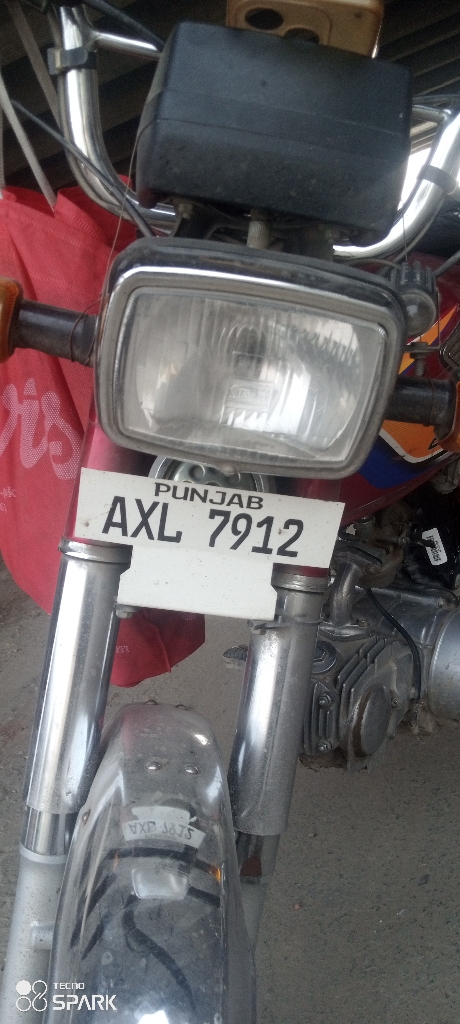 PUNJAB
AXL 7912
TECNO
SPARK